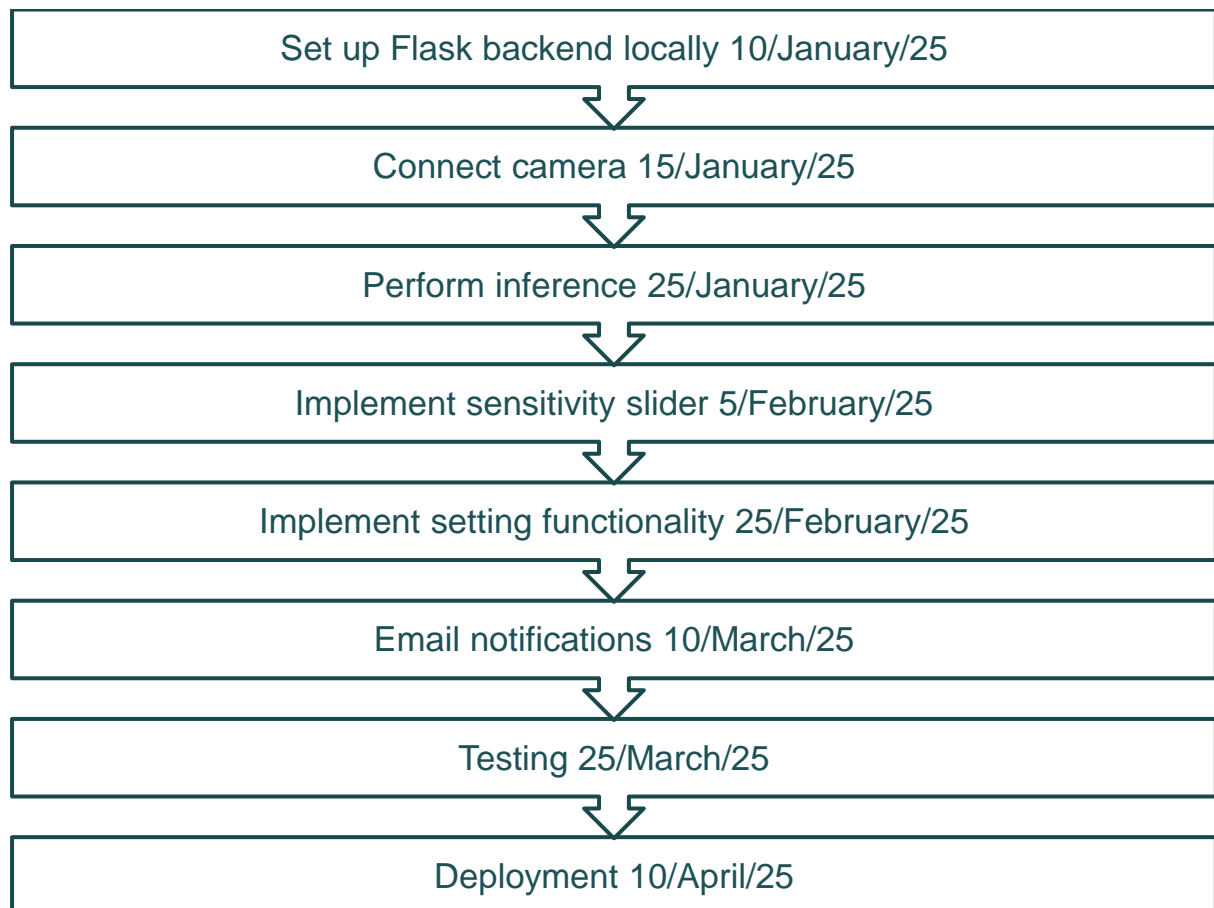 Set up Flask backend locally 10/January/25
Connect camera 15/January/25
Perform inference 25/January/25
Implement sensitivity slider 5/February/25
Implement setting functionality 25/February/25
Email notifications 10/March/25
Testing 25/March/25
Deployment 10/April/25